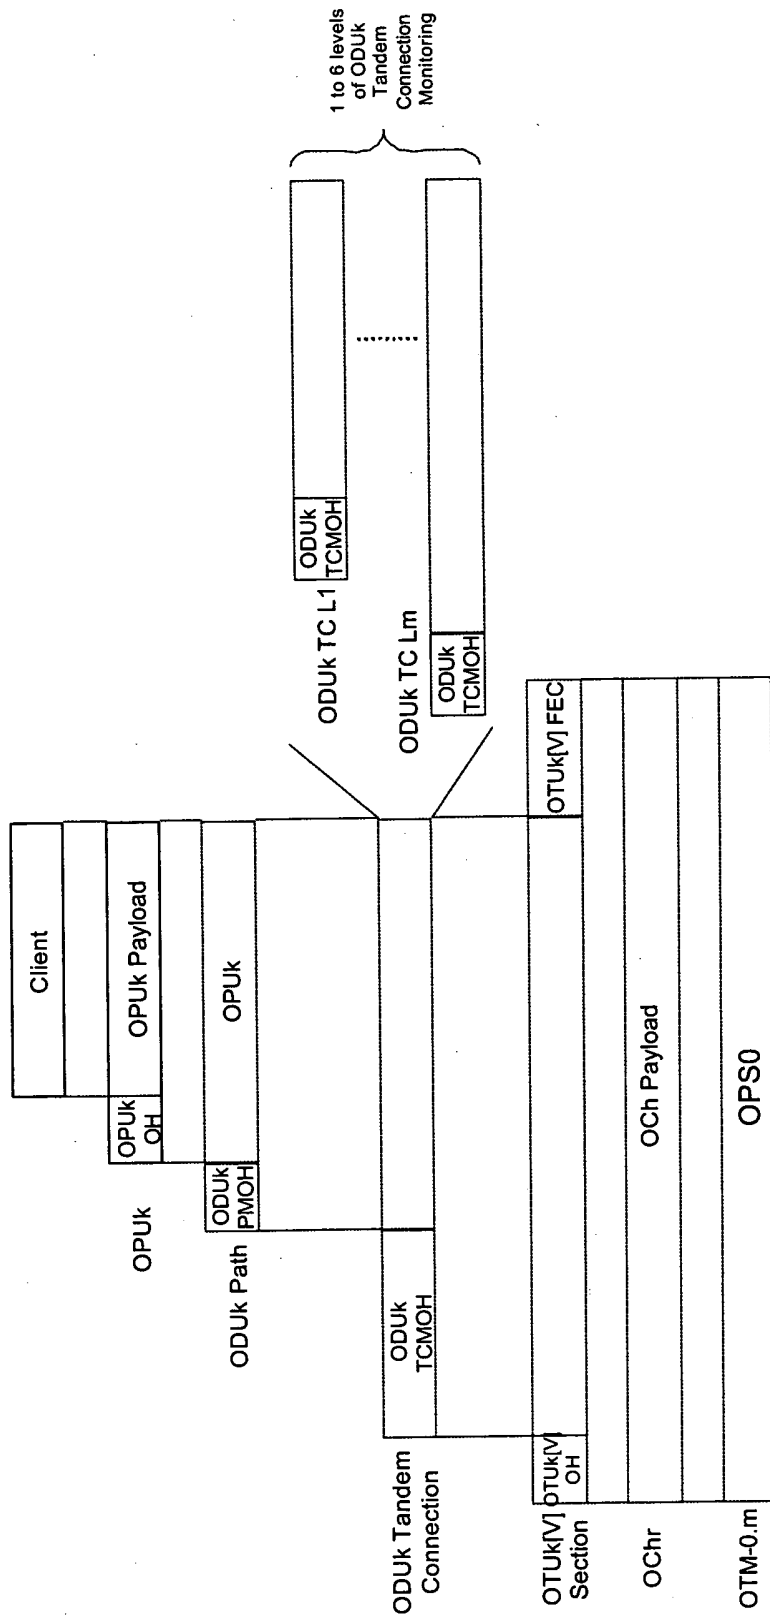 Client
OPUk
OPUk
OH
OPUk Payload
ODUk Path
ODUk
PMOH
OPUk
ODUk Tandem
Connection
ODUk
TCMOH
ODUk TC L1
ODUk
TCMOH
ODUk TC Lm
ODUk
TCMOH
1 to 6 levels
of ODUk
Tandem
Connection
Monitoring
OTUk[V]
Section
OTUk[V]
OH
OTUk[V] FEC
OChr
OCh Payload
OTM-0.m
OPS0